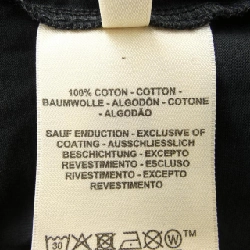 100% COTON - COTTON -
BAUMWOLLE - ALGODÓN - COTONE
- ALGODÃO
SAUF ENDUCTION - EXCLUSIVE OF
COATING - AUSSCHLIESSLICH
BESCHICHTUNG - EXCEPTO
REVESTIMIENTO - ESCLUSO
RIVESTIMENTO - EXCEPTO
REVESTIMENTO
30
W™